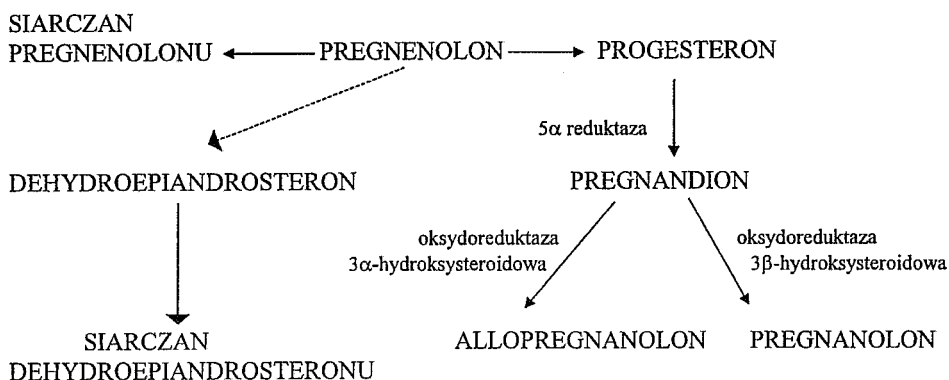 SIARCZAN
PREGNENOLONU
PREGNENOLON
PROGESTERON
5α reduktaza
DEHYDROEPIANDROSTERON
PREGNANDION
oksydoreduktaza
3α-hydroksysteroidowa
oksydoreduktaza
3β-hydroksysteroidowa
SIARCZAN
DEHYDROEPIANDROSTERONU
ALLOPREGNANOLON
PREGNANOLON